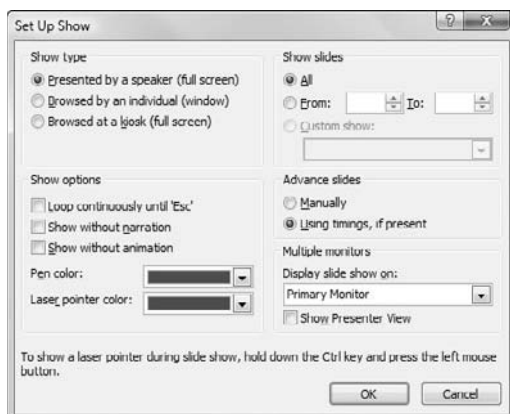 Set Up Show
Show type
Presented by a speaker (full screen)
Browsed by an individual (window)
Browsed at a kiosk (full screen)
Show slides
All
From: To:
Custom show:
Show options
Loop continuously until 'Esc'
Show without narration
Show without animation
Pen color:
Laser pointer color:
Advance slides
Manually
Using timings, if present
Multiple monitors
Display slide show on:
Primary Monitor
Show Presenter View
To show a laser pointer during slide show, hold down the Ctrl key and press the left mouse
button.
OK Cancel